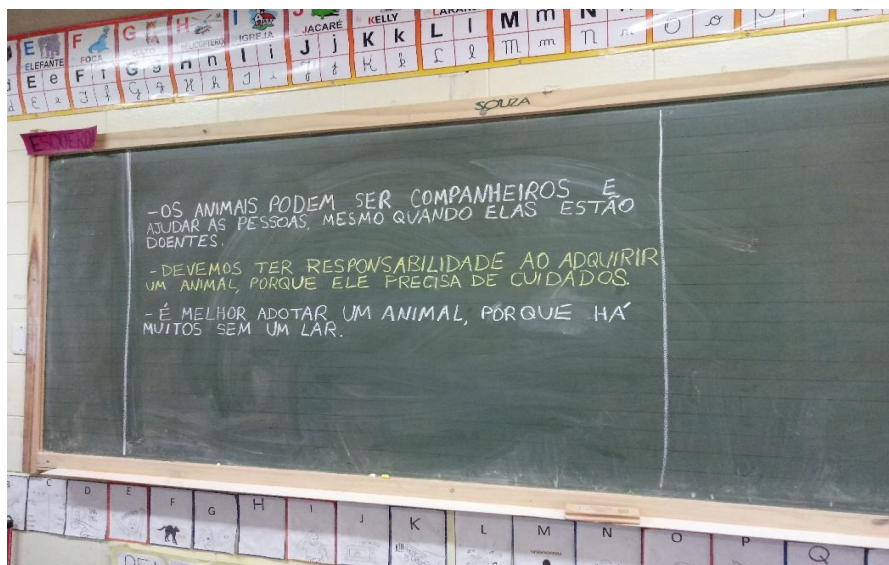 E F G H I J K k L l M m N
ELEFANTE FOCA IGREJA JACARÉ KELLY
E e F f G g H h I i J j
SOUZA
-OS ANIMAIS PODEM SER COMPANHEIROS E
AJUDAR AS PESSOAS, MESMO QUANDO ELAS ESTÃO
DOENTES.
-DEVEMOS TER RESPONSABILIDADE AO ADQUIRIR
UM ANIMAL, PORQUE ELE PRECISA DE CUIDADOS.
-É MELHOR ADOTAR UM ANIMAL, PORQUE HÁ
MUITOS SEM UM LAR.
C D E F G H I J K L M N O P Q